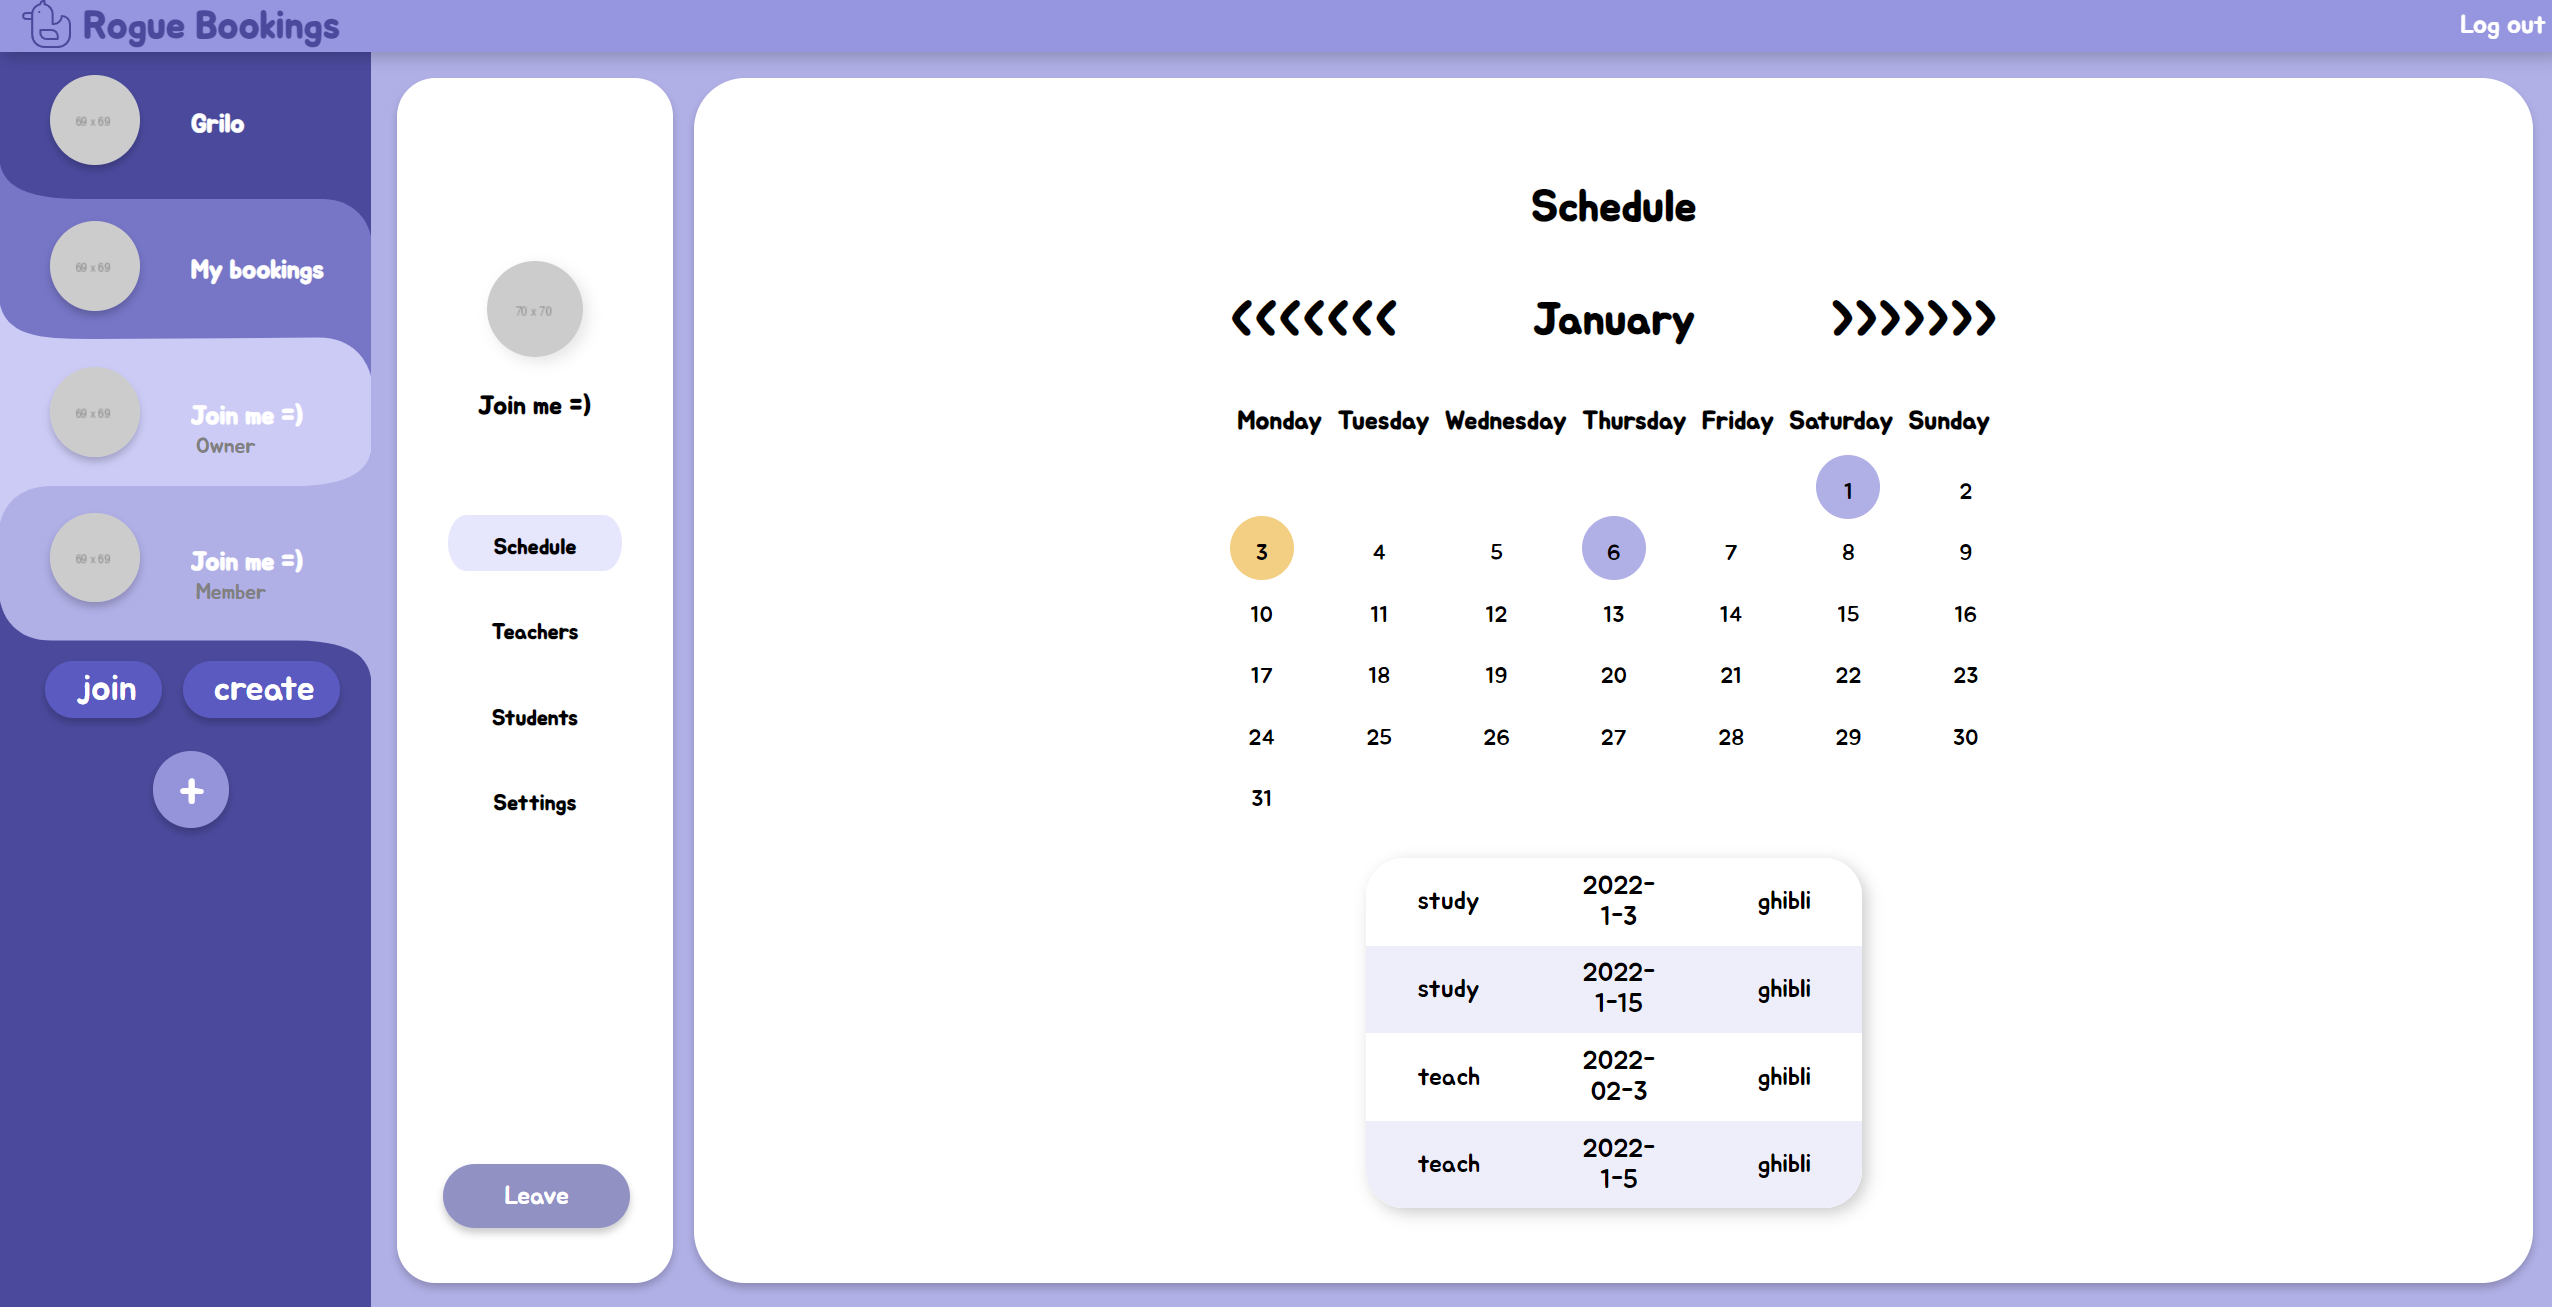 Rogue Bookings
Log out
69 x 69
Grilo
69 x 69
My bookings
69 x 69
Join me =)
Owner
69 x 69
Join me =)
Member
join create
+
70 x 70
Join me =)
Schedule
Teachers
Students
Settings
Leave
Schedule
<<<<<<< January >>>>>>>
Monday Tuesday Wednesday Thursday Friday Saturday Sunday
1 2
3 4 5 6 7 8 9
10 11 12 13 14 15 16
17 18 19 20 21 22 23
24 25 26 27 28 29 30
31
study 2022-
1-3 ghibli
study 2022-
1-15 ghibli
teach 2022-
02-3 ghibli
teach 2022-
1-5 ghibli